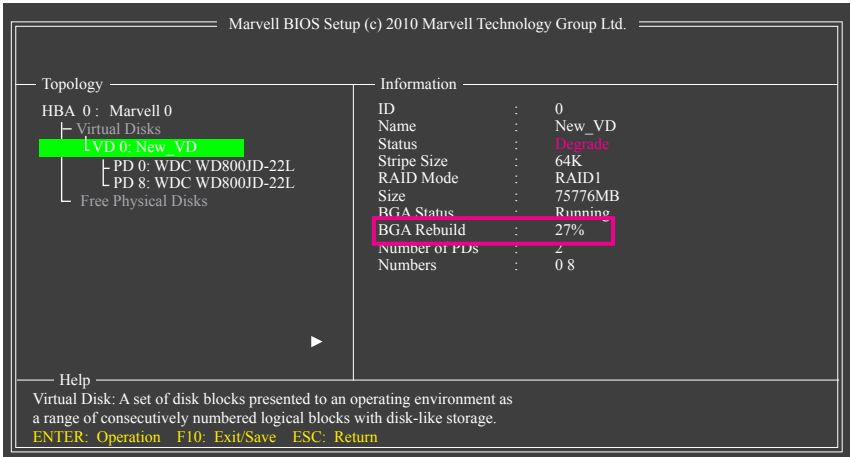 Marvell BIOS Setup (c) 2010 Marvell Technology Group Ltd.
Topology
HBA 0 : Marvell 0
Virtual Disks
VD 0: New_VD
PD 0: WDC WD800JD-22L
PD 8: WDC WD800JD-22L
Free Physical Disks
Information
ID : 0
Name : New_VD
Status : Degrade
Stripe Size : 64K
RAID Mode : RAID1
Size : 75776MB
BGA Status : Running
BGA Rebuild : 27%
Number of PDs : 2
Numbers : 0 8
Help
Virtual Disk: A set of disk blocks presented to an operating environment as
a range of consecutively numbered logical blocks with disk-like storage.
ENTER: Operation F10: Exit/Save ESC: Return